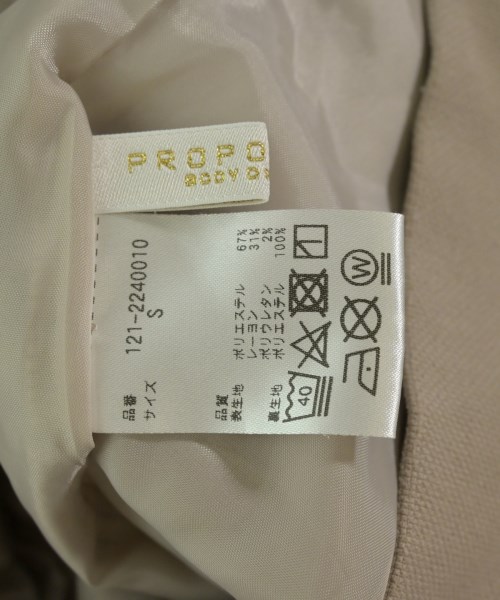 PROPO
BODY D
品番 121-2240010
サイズ S
品質
表生地 ポリエステル 67%
レーヨン 31%
ポリウレタン 2%
裏生地 ポリエステル 100%
40
W